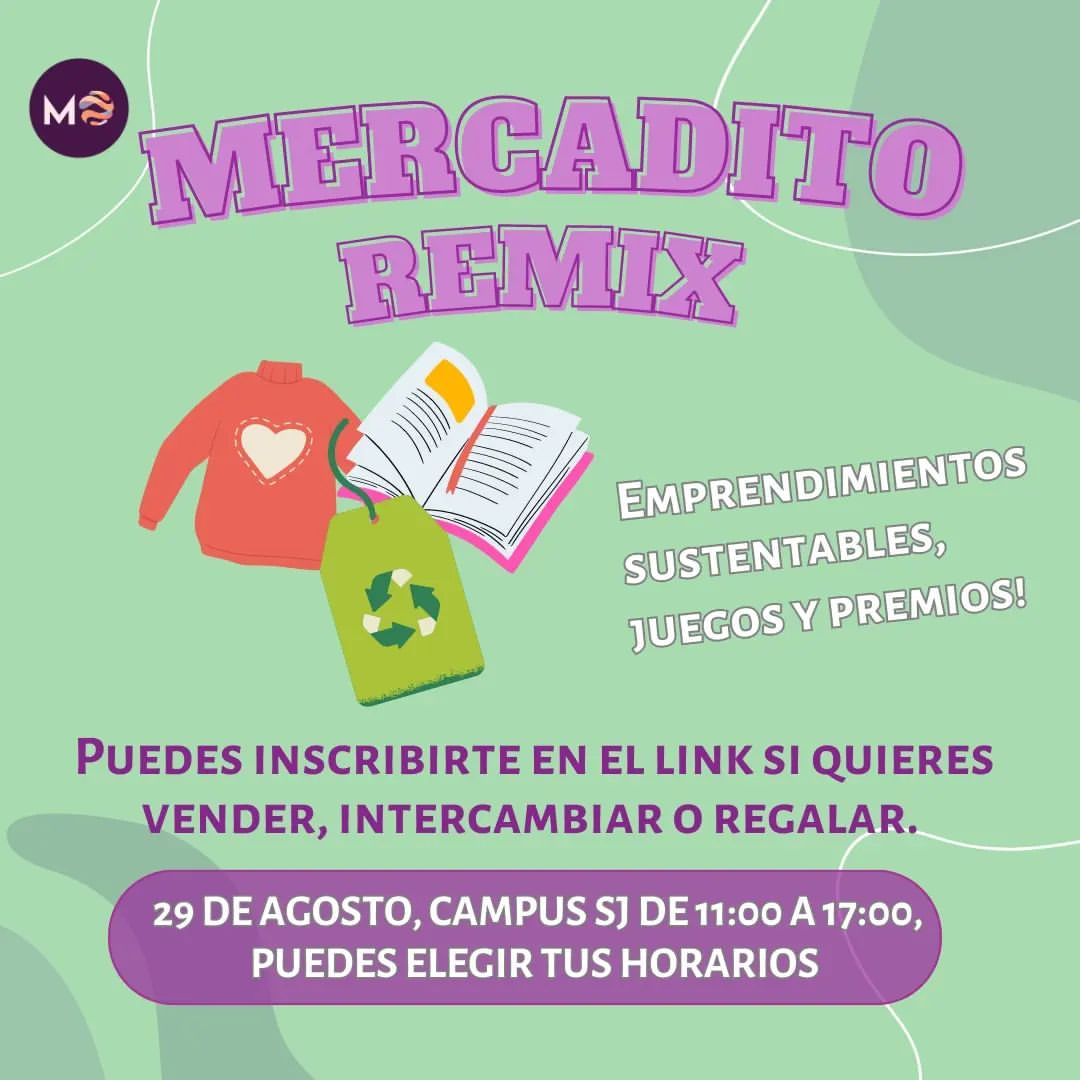 M
MERCADITO
REMIX
EMPRENDIMIENTOS
SUSTENTABLES,
JUEGOS Y PREMIOS!
PUEDES INSCRIBIRTE EN EL LINK SI QUIERES
VENDER, INTERCAMBIAR O REGALAR.
29 DE AGOSTO, CAMPUS SJ DE 11:00 A 17:00,
PUEDES ELEGIR TUS HORARIOS